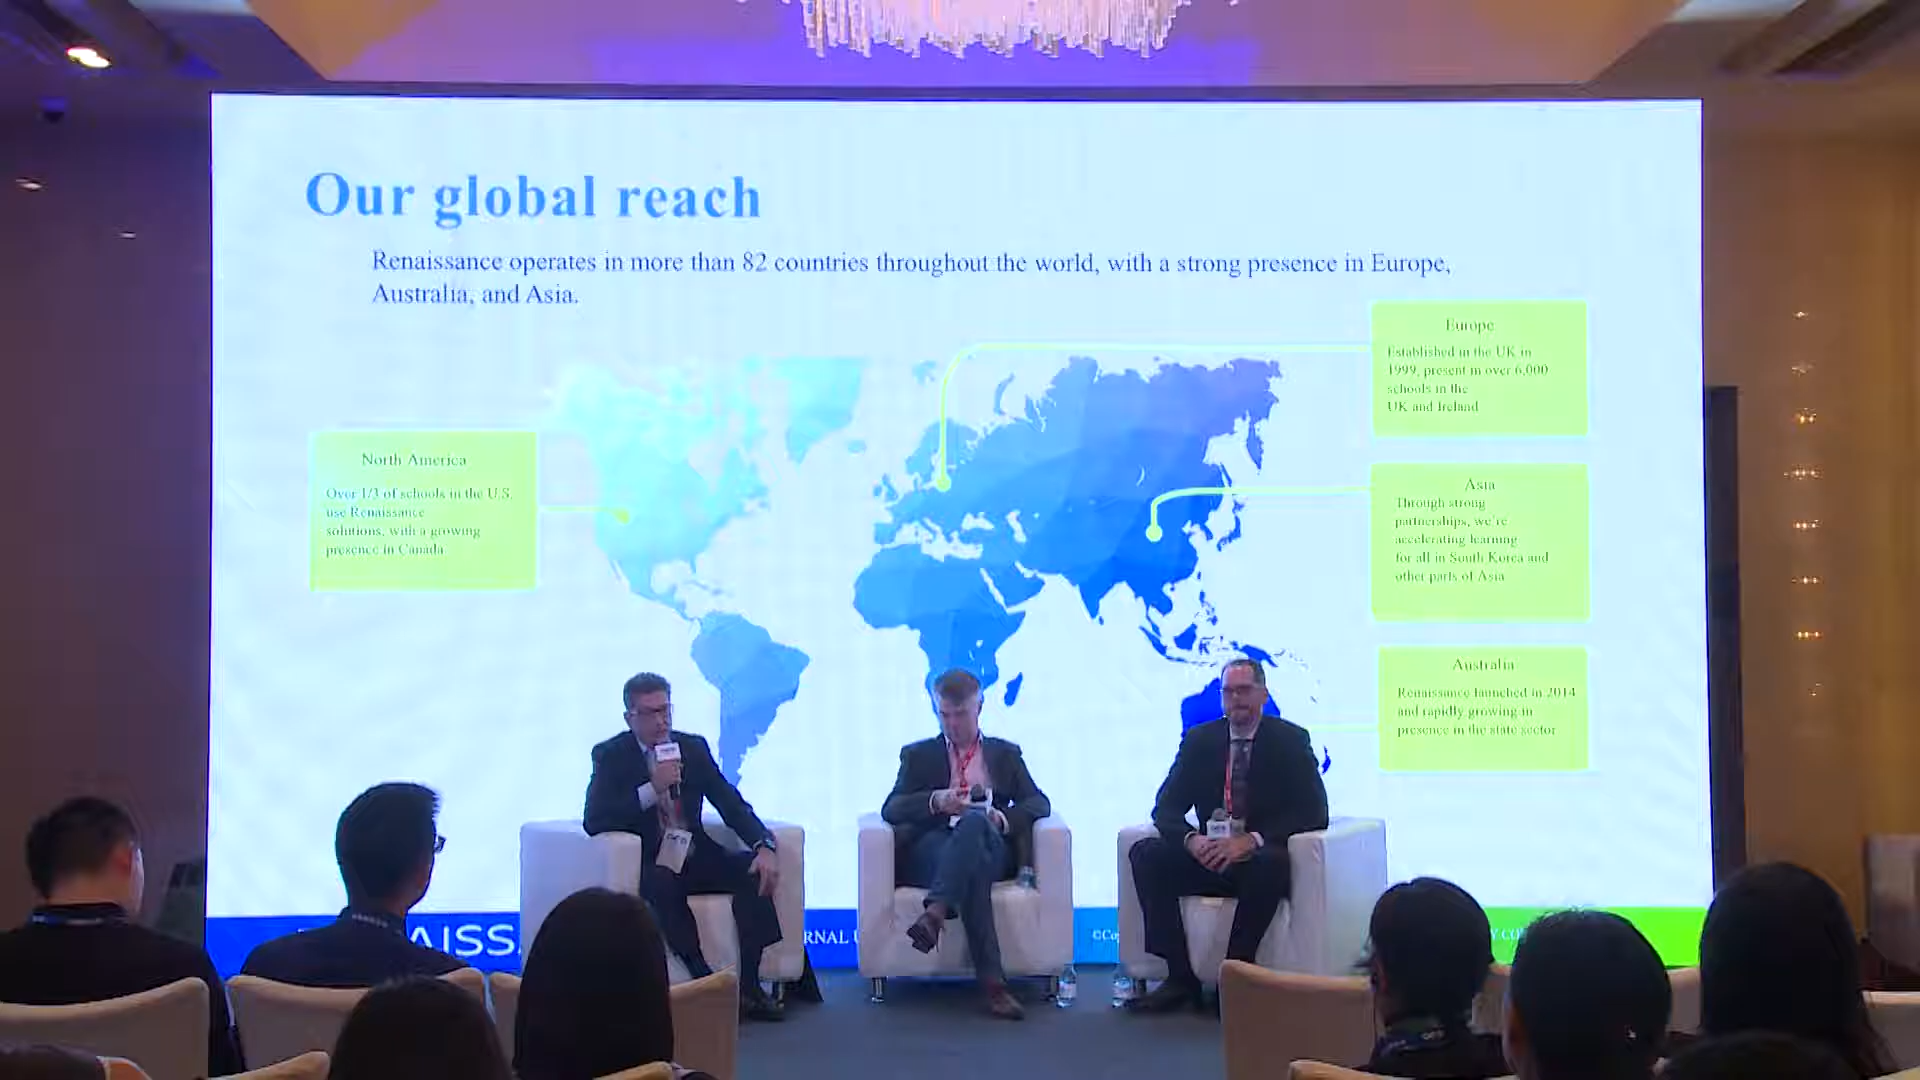 Our global reach
Renaissance operates in more than 82 countries throughout the world, with a strong presence in Europe,
Australia, and Asia.
North America
Over 1/3 of schools in the U.S.
use Renaissance
solutions, with a growing
presence in Canada
Europe
Established in the UK in
1999, present in over 6,000
schools in the
UK and Ireland
Asia
Through strong
partnerships, we're
accelerating learning
for all in South Korea and
other parts of Asia
Australia
Renaissance launched in 2014
and rapidly growing in
presence in the state sector